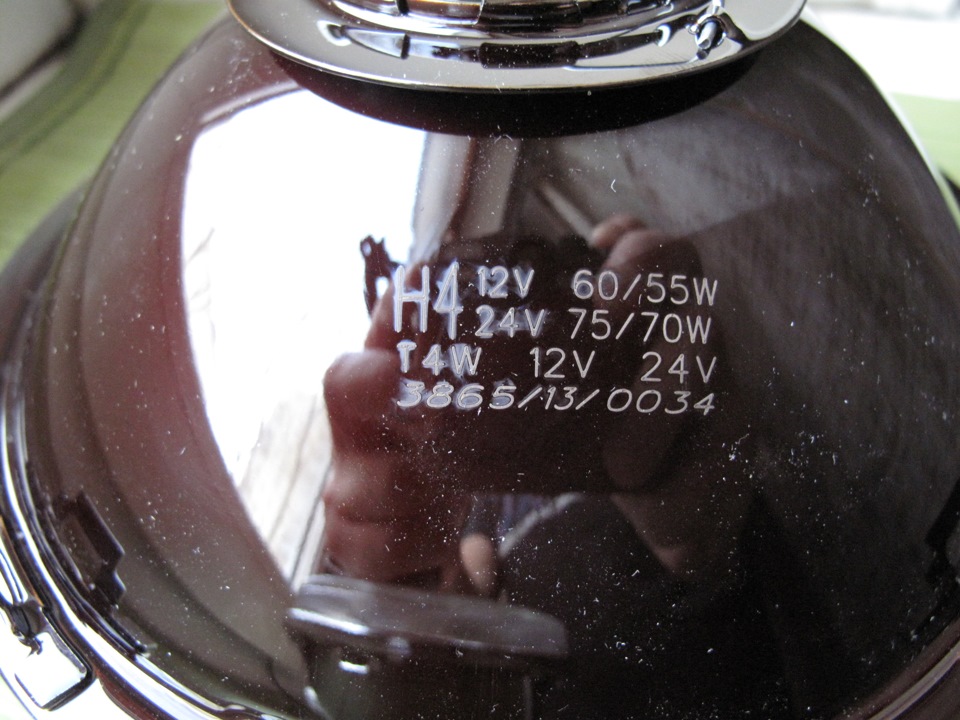 H4 12V 60/55W
24V 75/70W
T4W 12V 24V
3865/13/0034